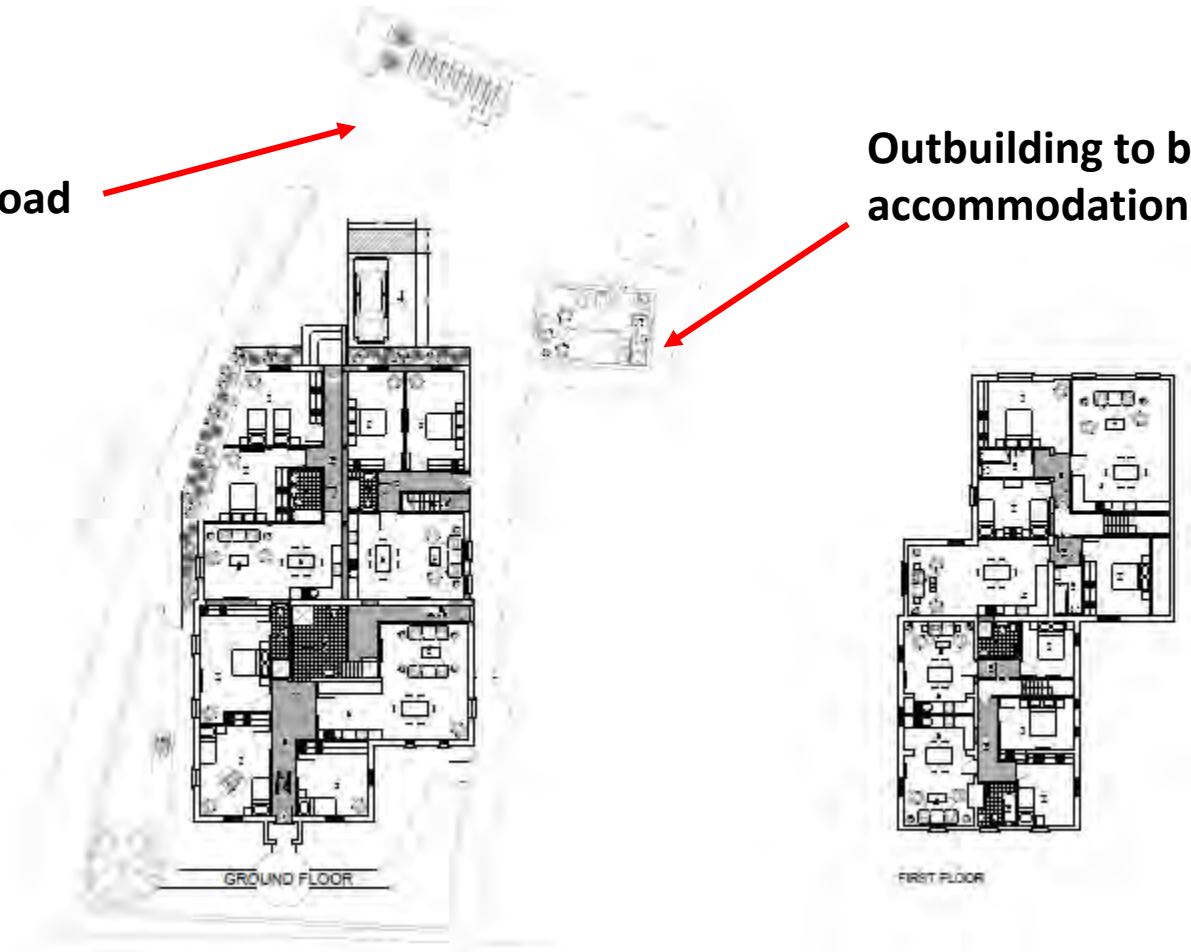 oad
Outbuilding to b
accommodation
GROUND FLOOR
FIRST FLOOR